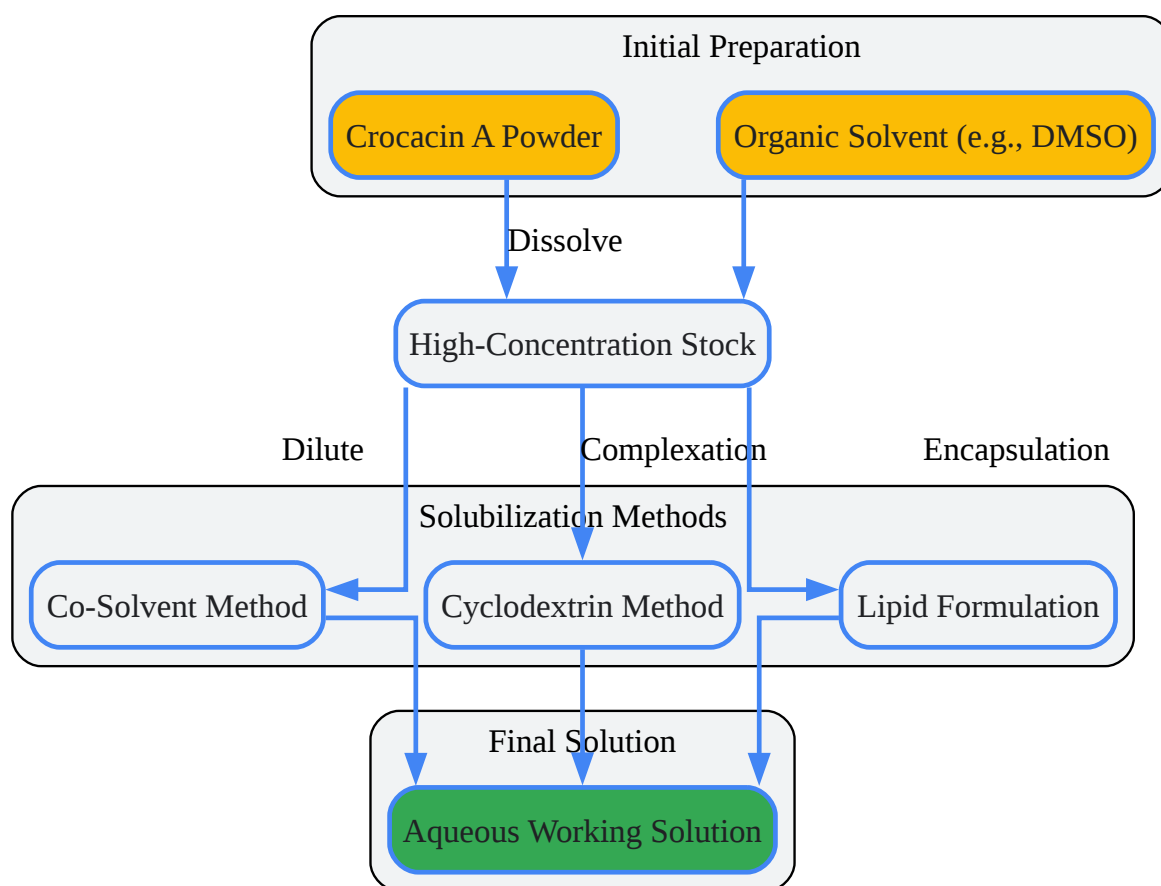 Initial Preparation
Crocacin A Powder
Organic Solvent (e.g., DMSO)
Dissolve
High-Concentration Stock
Dilute
Complexation
Encapsulation
Solubilization Methods
Co-Solvent Method
Cyclodextrin Method
Lipid Formulation
Final Solution
Aqueous Working Solution